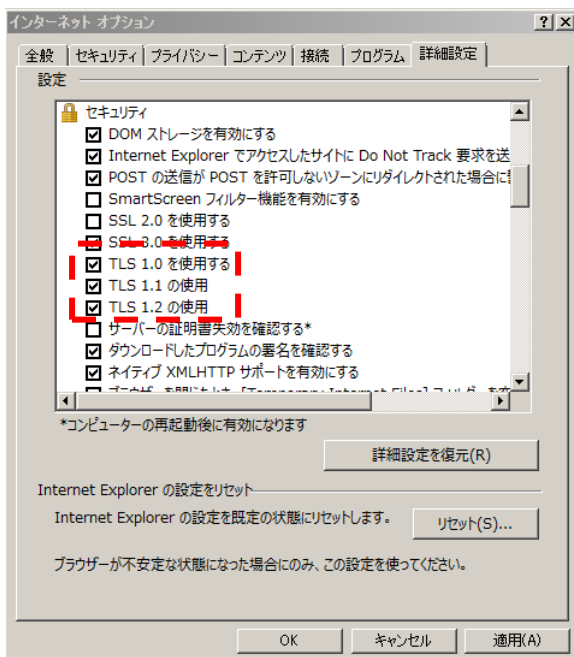 インターネット オプション
全般 セキュリティ プライバシー コンテンツ 接続 プログラム 詳細設定
設定
セキュリティ
DOM ストレージを有効にする
Internet Explorer でアクセスしたサイトに Do Not Track 要求を送
POST の送信が POST を許可しないゾーンにリダイレクトされた場合に
SmartScreen フィルター機能を有効にする
SSL 2.0 を使用する
SSL 3.0 を使用する
TLS 1.0 を使用する
TLS 1.1 の使用
TLS 1.2 の使用
サーバーの証明書失効を確認する*
ダウンロードしたプログラムの署名を確認する
ネイティブ XMLHTTP サポートを有効にする
*コンピューターの再起動後に有効になります
詳細設定を復元(R)
Internet Explorer の設定をリセット
Internet Explorer の設定を既定の状態にリセットします。
リセット(S)...
ブラウザーが不安定な状態になった場合にのみ、この設定を使ってください。
OK キャンセル 適用(A)